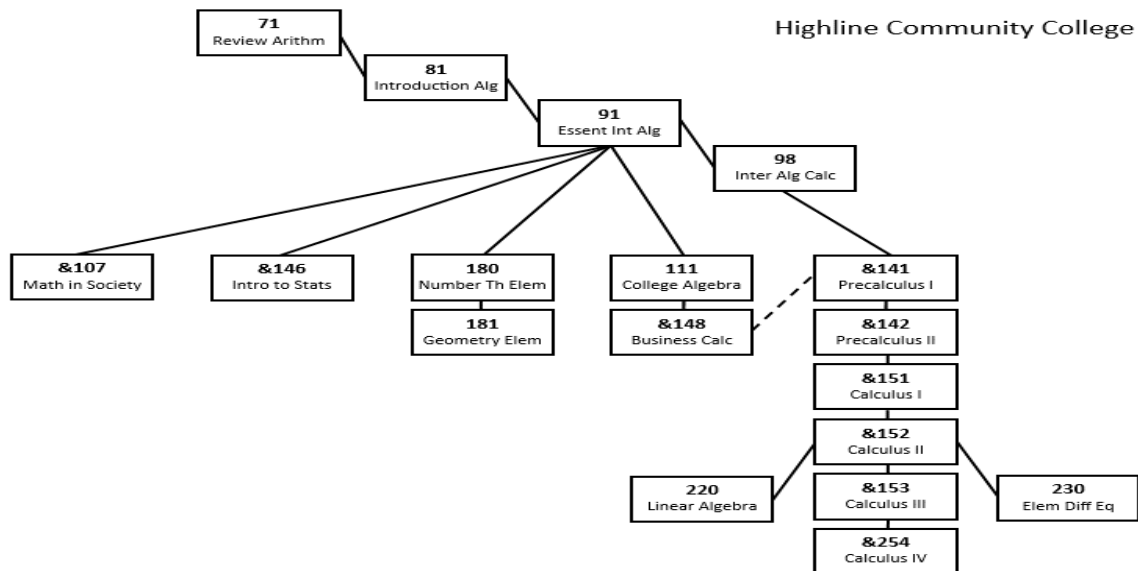 71
Review Arithm
Highline Community College
81
Introduction Alg
91
Essent Int Alg
98
Inter Alg Calc
&107
Math in Society
&146
Intro to Stats
180
Number Th Elem
111
College Algebra
&141
Precalculus I
181
Geometry Elem
&148
Business Calc
&142
Precalculus II
&151
Calculus I
&152
Calculus II
220
Linear Algebra
&153
Calculus III
230
Elem Diff Eq
&254
Calculus IV